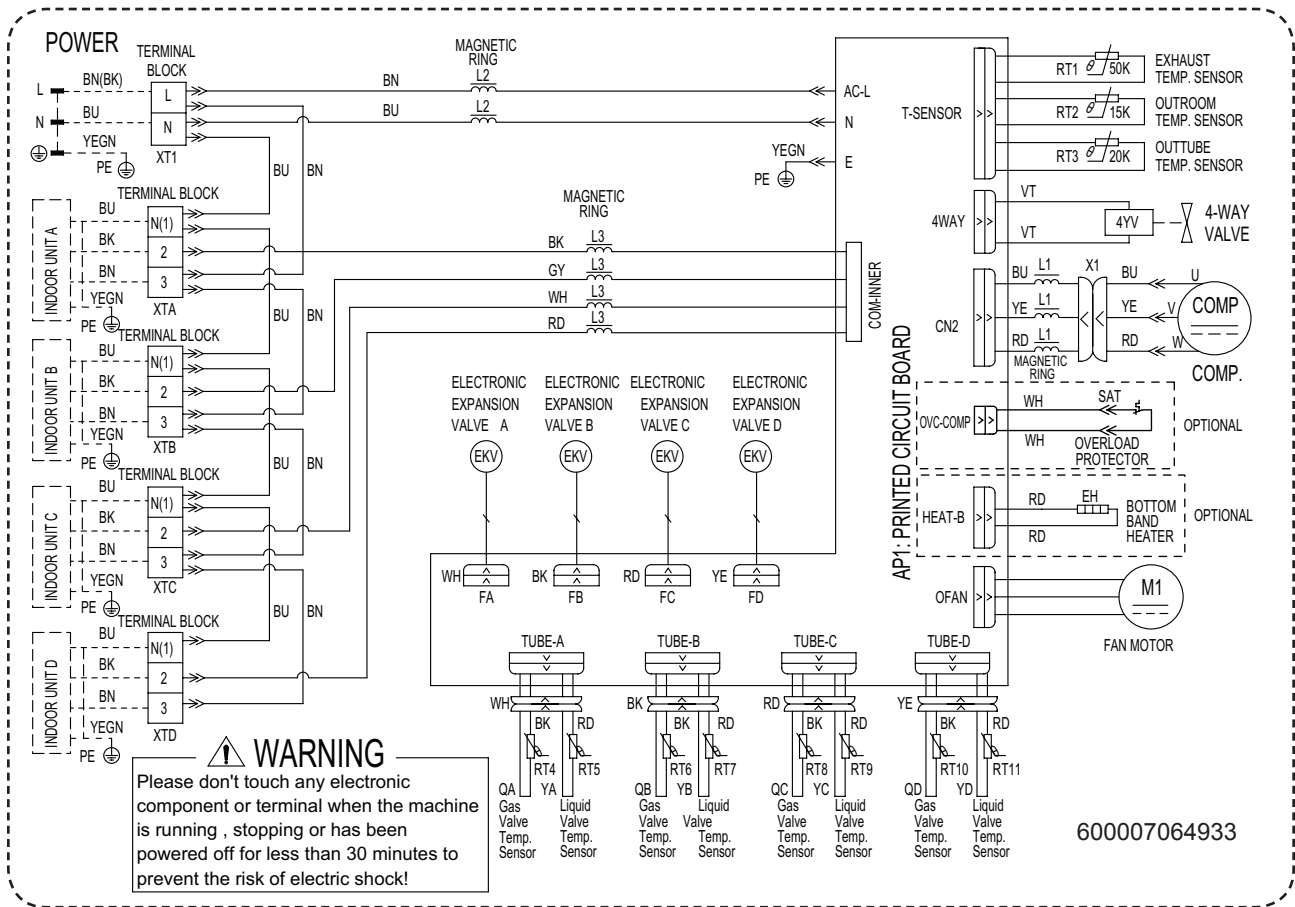 POWER
TERMINAL
BLOCK
MAGNETIC
RING
L
BN(BK)
L
BN
L2
AC-L
N
BU
N
BU
L2
N
YEGN
PE
XT1
BU
BN
YEGN
PE
E
T-SENSOR
RT1
50K
EXHAUST
TEMP. SENSOR
RT2
15K
OUTROOM
TEMP. SENSOR
RT3
20K
OUTTUBE
TEMP. SENSOR
4WAY
VT
VT
4YV
4-WAY
VALVE
CN2
BU
L1
X1
BU
U
YE
L1
YE
V
RD
L1
RD
W
MAGNETIC
RING
COMP
COMP.
OVC-COMP
WH
SAT
WH
OVERLOAD
PROTECTOR
OPTIONAL
HEAT-B
RD
EH
RD
BOTTOM
BAND
HEATER
OPTIONAL
OFAN
M1
FAN MOTOR
AP1: PRINTED CIRCUIT BOARD
TERMINAL BLOCK
INDOOR UNIT A
BU
N(1)
BK
2
BN
3
YEGN
PE
XTA
BU
BN
MAGNETIC
RING
BK
L3
GY
L3
WH
L3
RD
L3
COM-INNER
TERMINAL BLOCK
INDOOR UNIT B
BU
N(1)
BK
2
BN
3
YEGN
PE
XTB
BU
BN
TERMINAL BLOCK
INDOOR UNIT C
BU
N(1)
BK
2
BN
3
YEGN
PE
XTC
BU
BN
TERMINAL BLOCK
INDOOR UNIT D
BU
N(1)
BK
2
BN
3
YEGN
PE
XTD
ELECTRONIC
EXPANSION
VALVE A
EKV
ELECTRONIC
EXPANSION
VALVE B
EKV
ELECTRONIC
EXPANSION
VALVE C
EKV
ELECTRONIC
EXPANSION
VALVE D
EKV
WH
FA
BK
FB
RD
FC
YE
FD
TUBE-A
TUBE-B
TUBE-C
TUBE-D
WH
BK
RD
RT4
RT5
QA
YA
Gas
Valve
Temp.
Sensor
Liquid
Valve
Temp.
Sensor
BK
BK
RD
RT6
RT7
QB
YB
Gas
Valve
Temp.
Sensor
Liquid
Valve
Temp.
Sensor
RD
BK
RD
RT8
RT9
QC
YC
Gas
Valve
Temp.
Sensor
Liquid
Valve
Temp.
Sensor
YE
BK
RD
RT10
RT11
QD
YD
Gas
Valve
Temp.
Sensor
Liquid
Valve
Temp.
Sensor
WARNING
Please don't touch any electronic
component or terminal when the machine
is running , stopping or has been
powered off for less than 30 minutes to
prevent the risk of electric shock!
600007064933